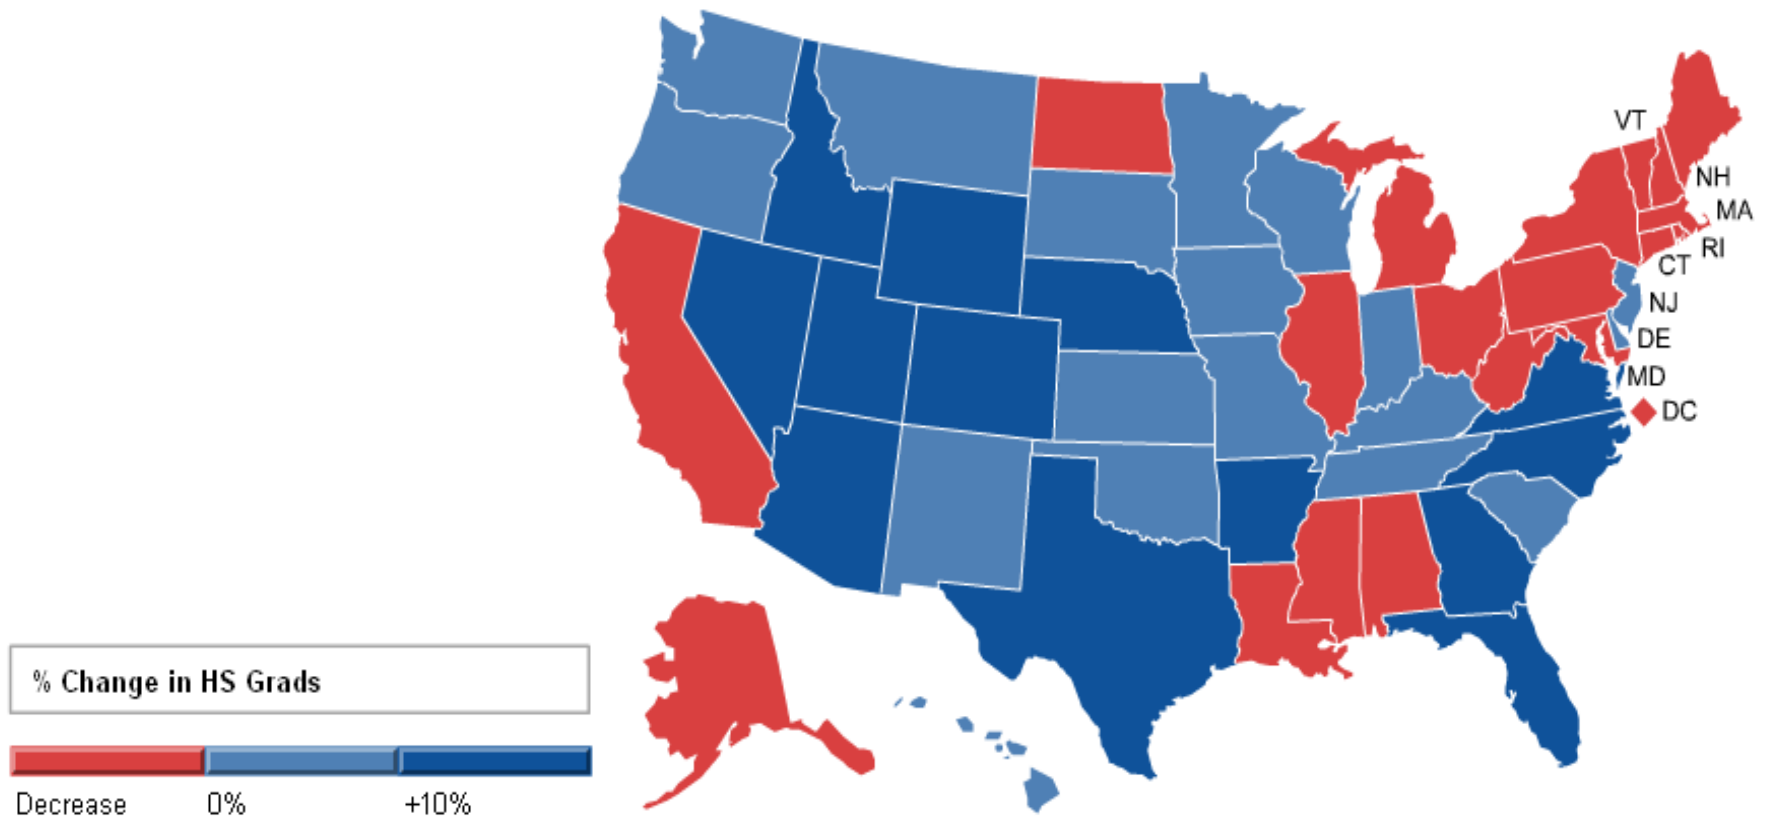 VT
NH
MA
RI
CT
NJ
DE
MD
DC
% Change in HS Grads
Decrease 0% +10%